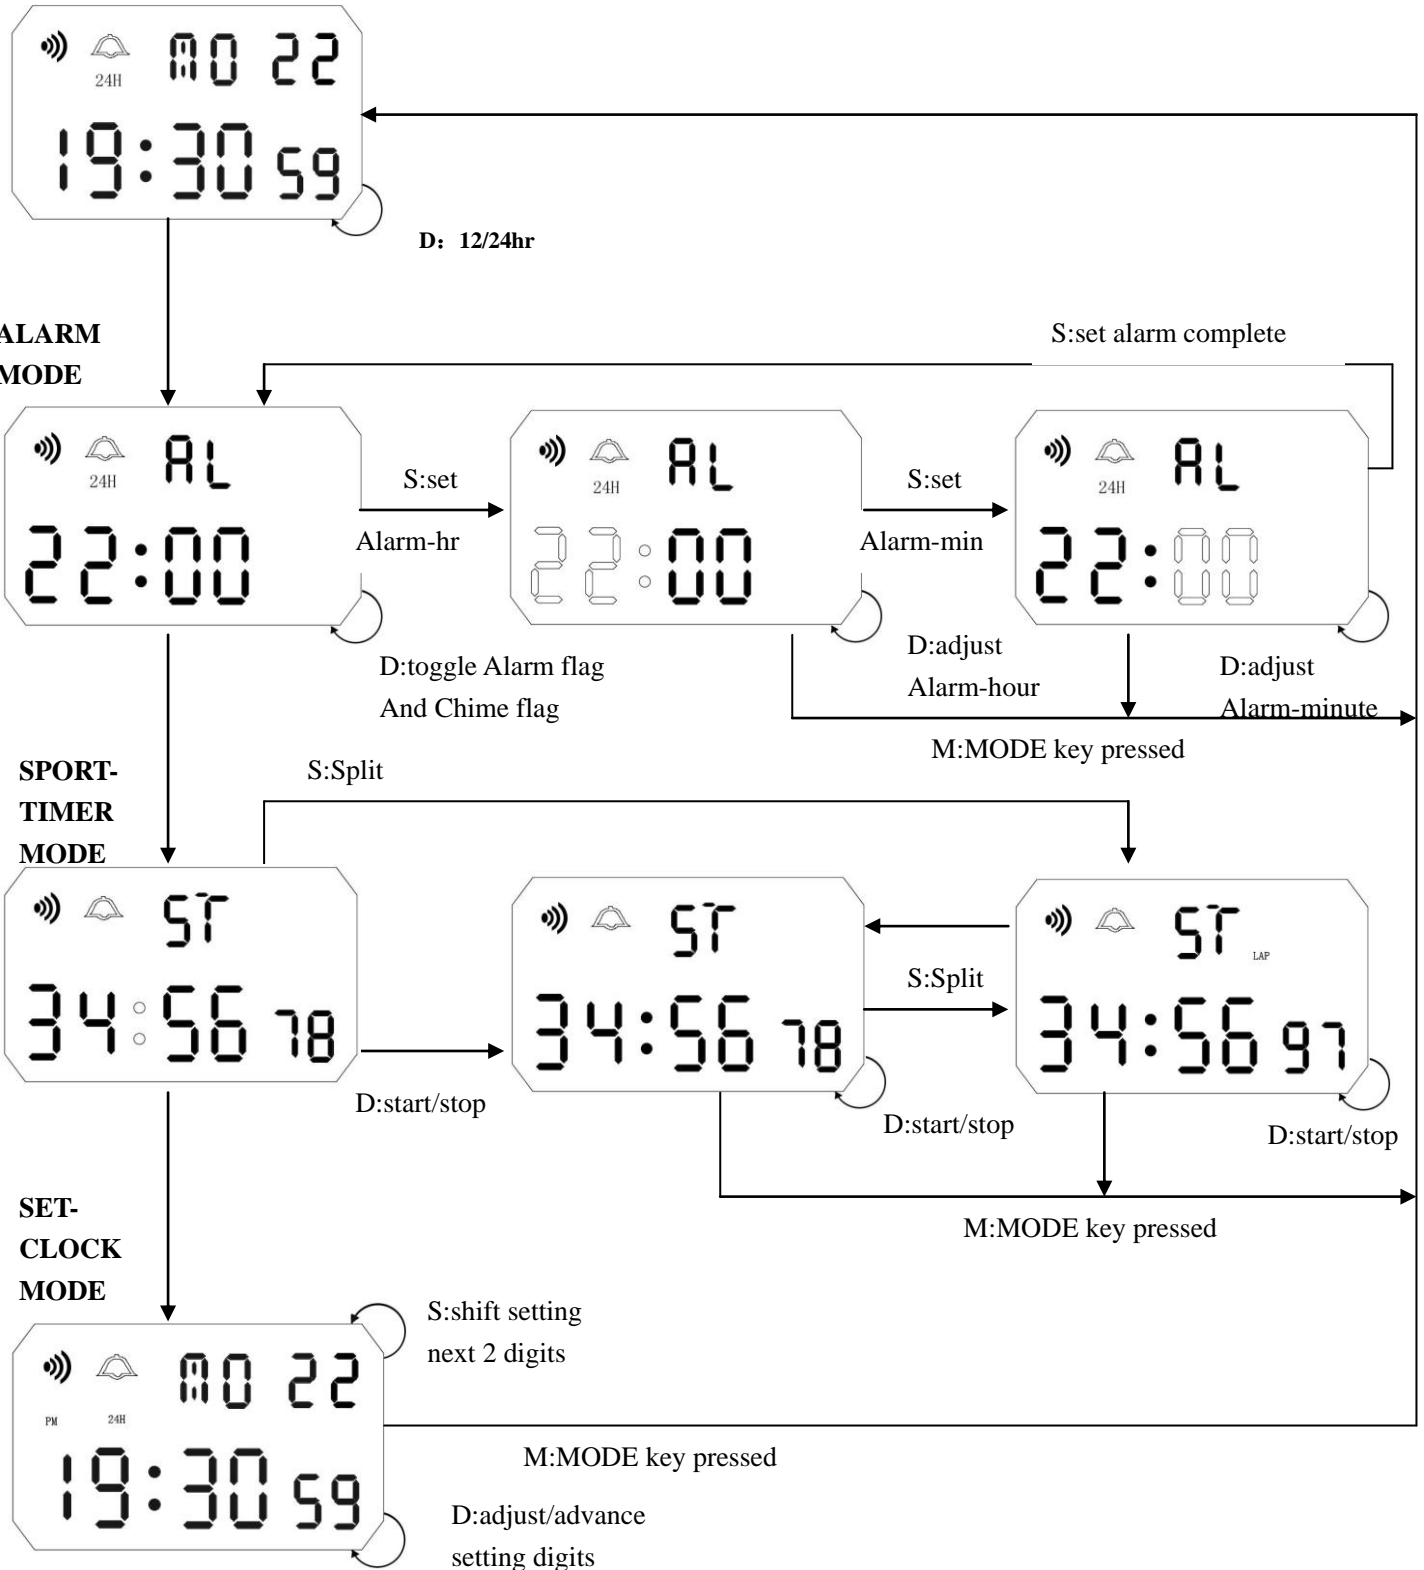 24H MO 22
19:30 59
D：12/24hr
S:set alarm complete
ALARM
MODE
24H AL
22:00
S:set
Alarm-hr
24H AL
22:00
S:set
Alarm-min
24H AL
22:00
D:toggle Alarm flag
And Chime flag
D:adjust
Alarm-hour
D:adjust
Alarm-minute
M:MODE key pressed
SPORT-
TIMER
MODE
S:Split
ST
34:56 78
D:start/stop
ST
34:56 78
S:Split
D:start/stop
ST LAP
34:56 97
D:start/stop
M:MODE key pressed
SET-
CLOCK
MODE
S:shift setting
next 2 digits
MO 22
PM 24H
19:30 59
M:MODE key pressed
D:adjust/advance
setting digits